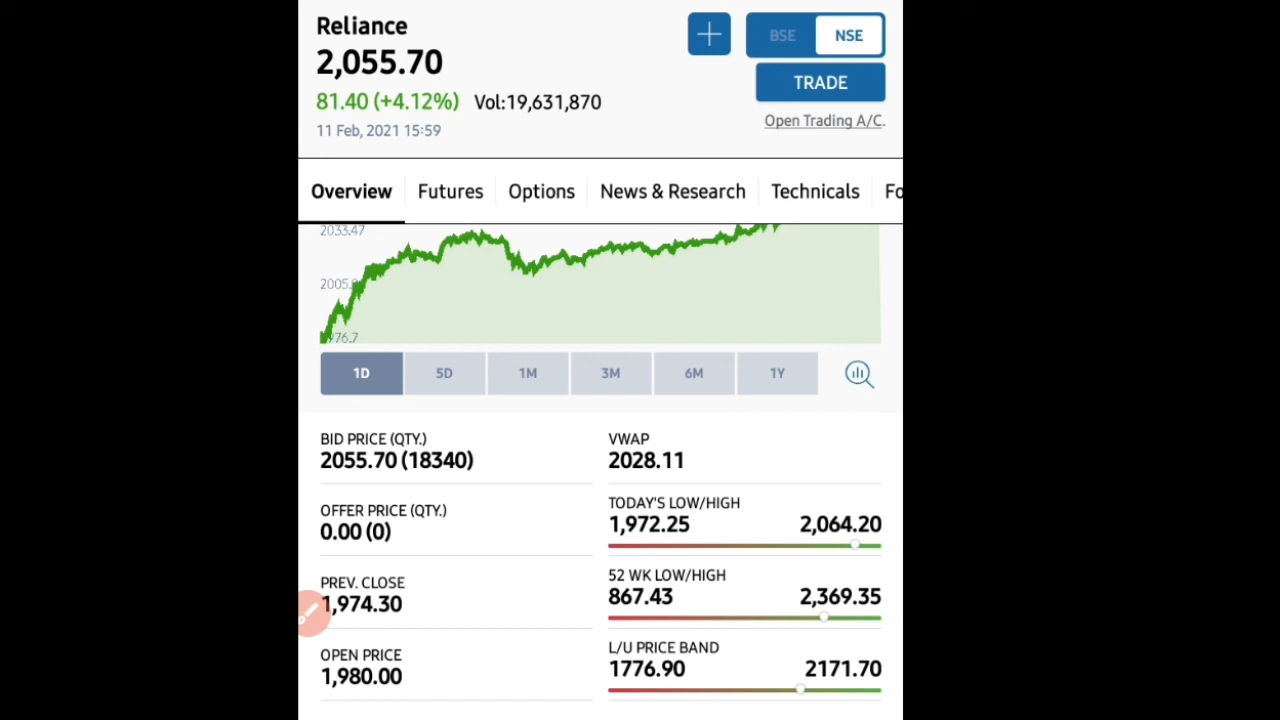 Reliance
2,055.70
81.40 (+4.12%) Vol:19,631,870
11 Feb, 2021 15:59
BSE NSE
TRADE
Open Trading A/C.
Overview Futures Options News & Research Technicals Fo
2033.47
2005.
976.7
1D 5D 1M 3M 6M 1Y
BID PRICE (QTY.)
2055.70 (18340)
VWAP
2028.11
OFFER PRICE (QTY.)
0.00 (0)
TODAY'S LOW/HIGH
1,972.25 2,064.20
PREV. CLOSE
1,974.30
52 WK LOW/HIGH
867.43 2,369.35
OPEN PRICE
1,980.00
L/U PRICE BAND
1776.90 2171.70